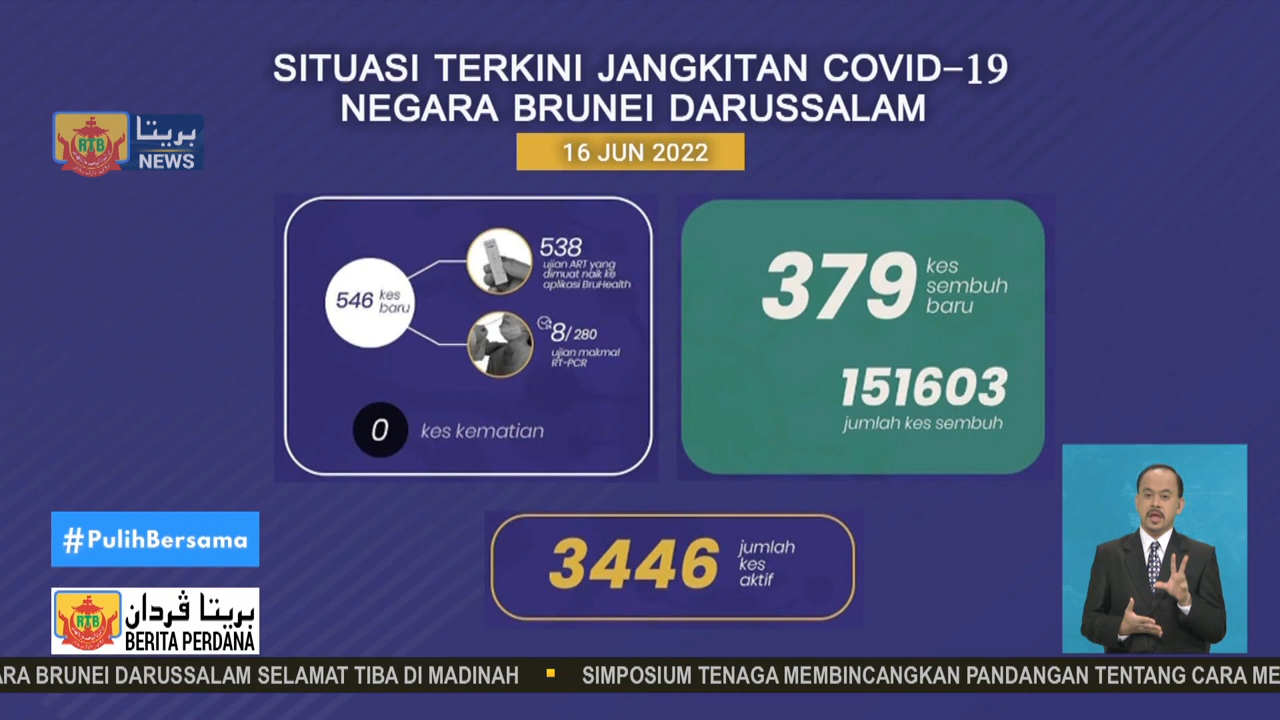 SITUASI TERKINI JANGKITAN COVID-19
NEGARA BRUNEI DARUSSALAM
16 JUN 2022
بريتا
RTB
NEWS
546 kes
baru
538
ujian ART yang
dimuat naik ke
aplikasi BruHealth
8/280
ujian makmal
RT-PCR
0 kes kematian
379 kes
sembuh
baru
151603
jumlah kes sembuh
3446 jumlah
kes
aktif
#PulihBersama
بريتا ڤردان
RTB
BERITA PERDANA
ARA BRUNEI DARUSSALAM SELAMAT TIBA DI MADINAH ▪ SIMPOSIUM TENAGA MEMBINCANGKAN PANDANGAN TENTANG CARA ME